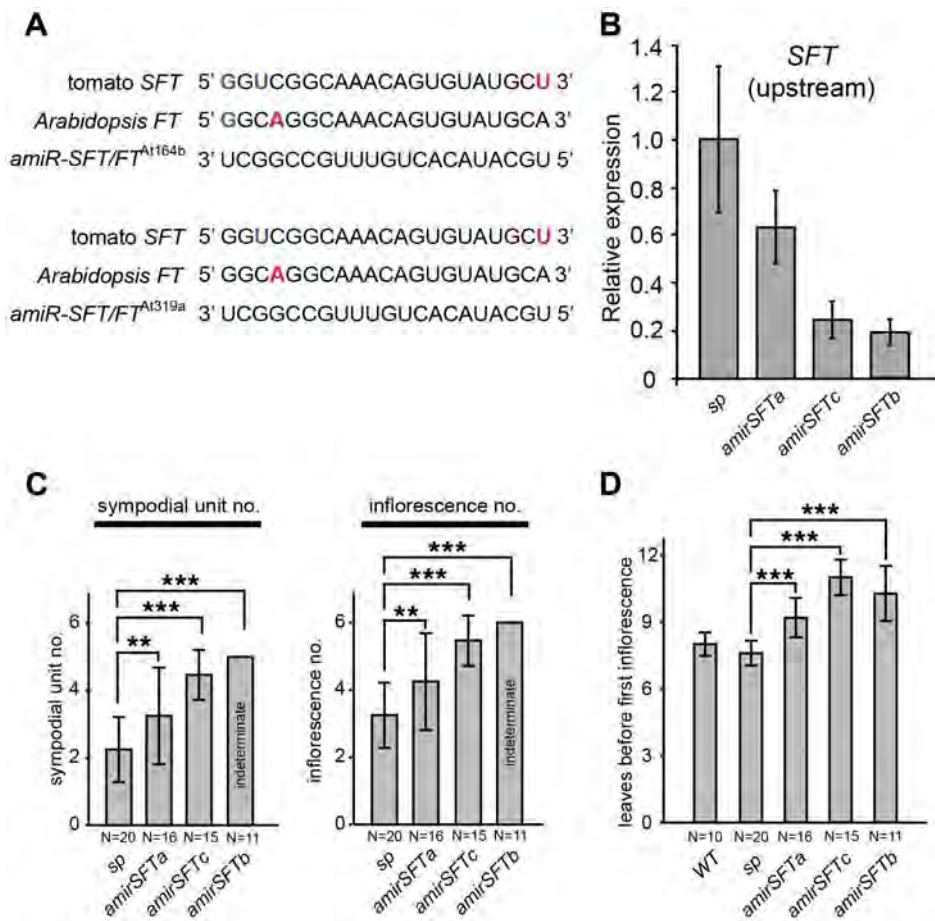 A
tomato SFT 5' GGUCGGCAAACAGUGUAUGCU 3'
Arabidopsis FT 5' GGCAGGCAAACAGUGUAUGCA 3'
amiR-SFT/FTAt164b 3' UCGGCCGUUUGUCACAUACGU 5'
tomato SFT 5' GGUCGGCAAACAGUGUAUGCU 3'
Arabidopsis FT 5' GGCAGGCAAACAGUGUAUGCA 3'
amiR-SFT/FTAt319a 3' UCGGCCGUUUGUCACAUACGU 5'
B
SFT
(upstream)
Relative expression
1.4
1.2
1.0
0.8
0.6
0.4
0.2
0
sp
amirSFTa
amirSFTc
amirSFTb
C
sympodial unit no.
sympodial unit no.
6
4
2
0
***
***
**
indeterminate
N=20 N=16 N=15 N=11
sp
amirSFTa
amirSFTc
amirSFTb
inflorescence no.
inflorescence no.
6
4
2
0
***
***
**
indeterminate
N=20 N=16 N=15 N=11
sp
amirSFTa
amirSFTc
amirSFTb
D
leaves before first inflorescence
12
9
6
3
0
***
***
***
N=10 N=20 N=16 N=15 N=11
WT
sp
amirSFTa
amirSFTc
amirSFTb